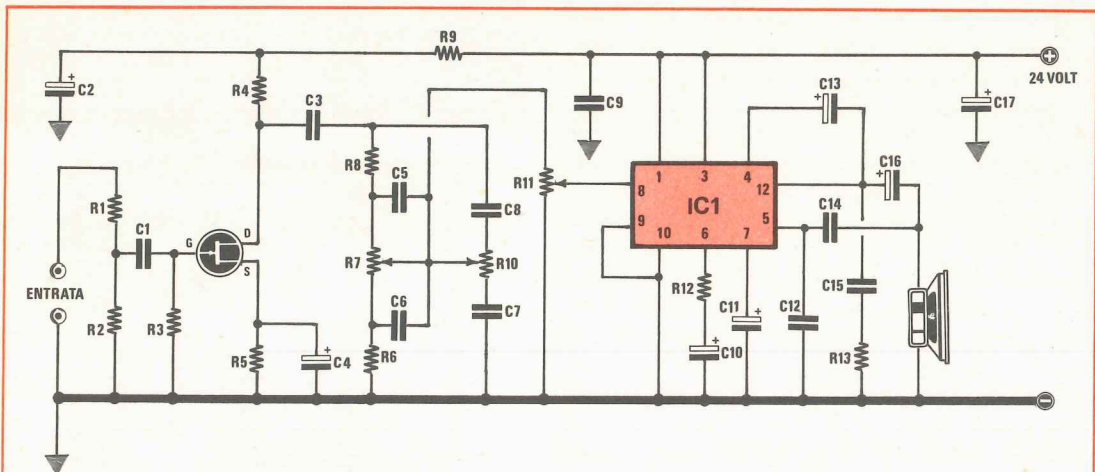 R9
24 VOLT
C2
R4
C3
C9
C13
C17
R8
C5
R11
C16
R1
C1
G
D
S
C8
R7
R10
1
3
4
8
12
9
IC1
5
10
6
7
C14
ENTRATA
R2
R3
R5
C4
C6
R6
C7
R12
C10
C11
C12
C15
R13